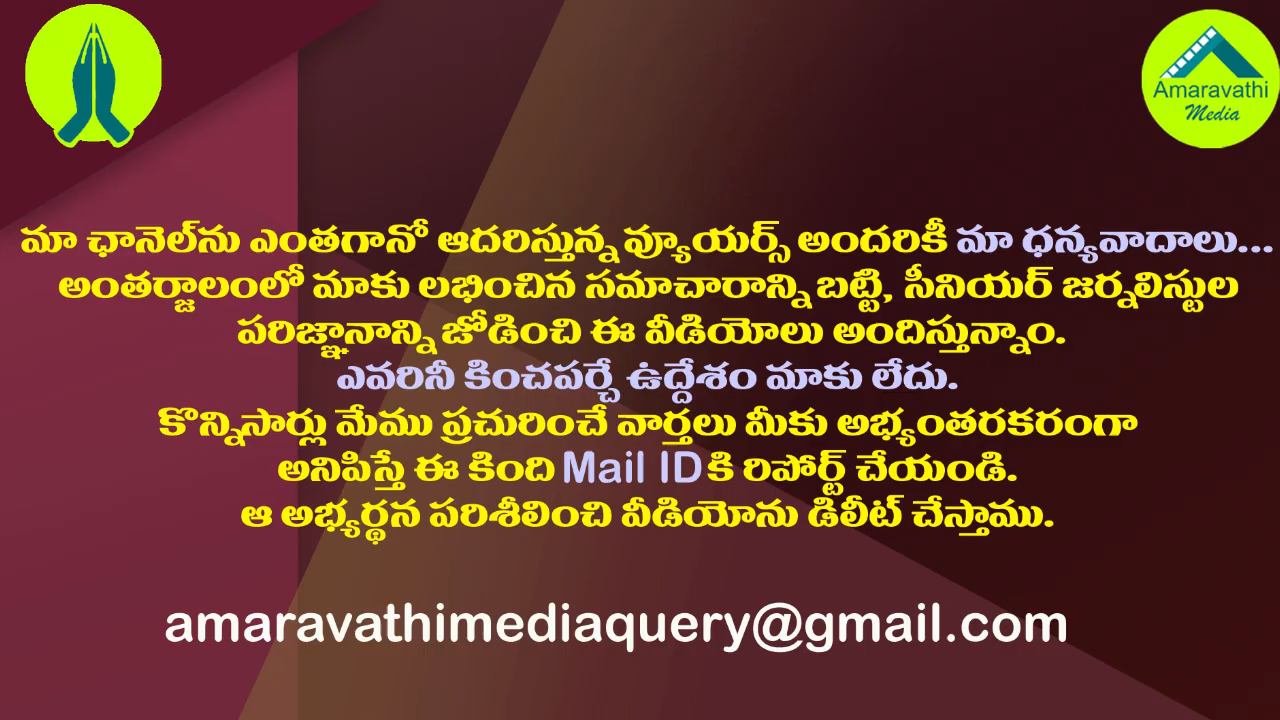 Amaravathi
Media
మా ఛానెల్‌ను ఎంతగానో ఆదరిస్తున్న వ్యూయర్స్ అందరికీ మా ధన్యవాదాలు...
అంతర్జాలంలో మాకు లభించిన సమాచారాన్ని బట్టి, సీనియర్ జర్నలిస్టుల
పరిజ్ఞానాన్ని జోడించి ఈ వీడియోలు అందిస్తున్నాం.
ఎవరినీ కించపర్చే ఉద్దేశం మాకు లేదు.
కొన్నిసార్లు మేము ప్రచురించే వార్తలు మీకు అభ్యంతరకరంగా
అనిపిస్తే ఈ కింది Mail ID కి రిపోర్ట్ చేయండి.
ఆ అభ్యర్థన పరిశీలించి వీడియోను డిలీట్ చేస్తాము.
amaravathimediaquery@gmail.com